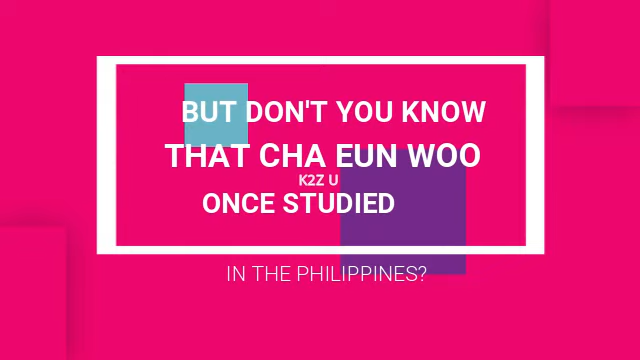 BUT DON'T YOU KNOW
THAT CHA EUN WOO
K2Z U
ONCE STUDIED
IN THE PHILIPPINES?